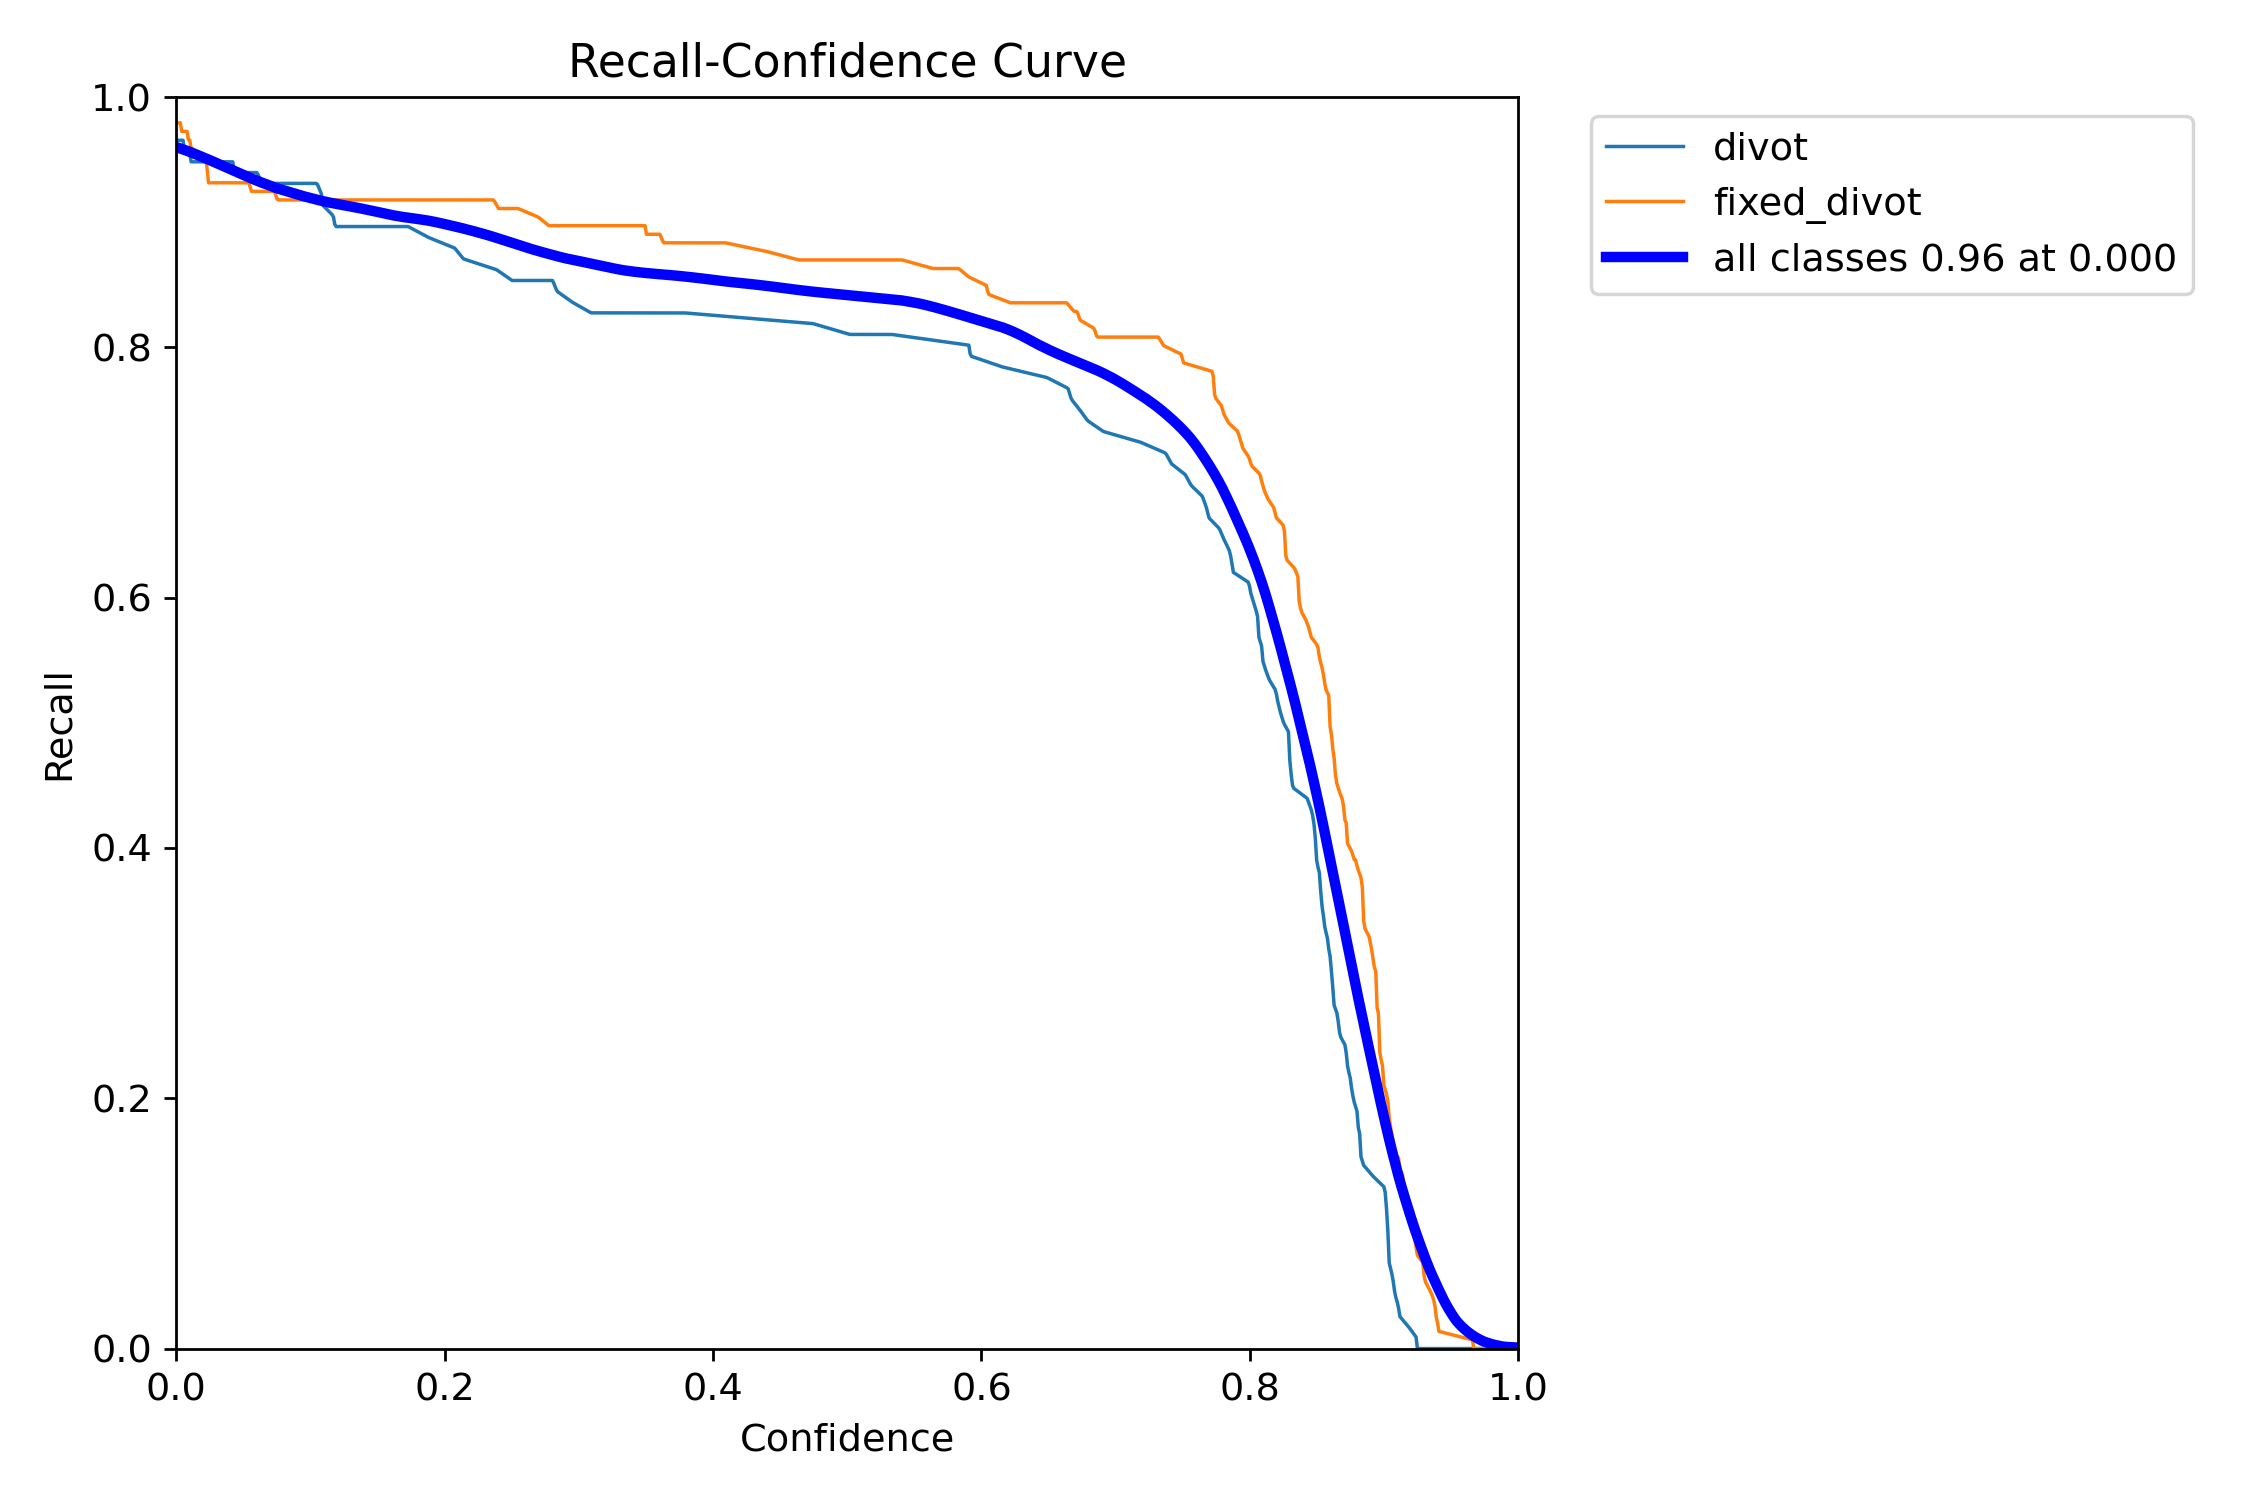 Recall-Confidence Curve
1.0
0.8
0.6
0.4
0.2
0.0
Recall
0.0 0.2 0.4 0.6 0.8 1.0
Confidence
divot
fixed_divot
all classes 0.96 at 0.000